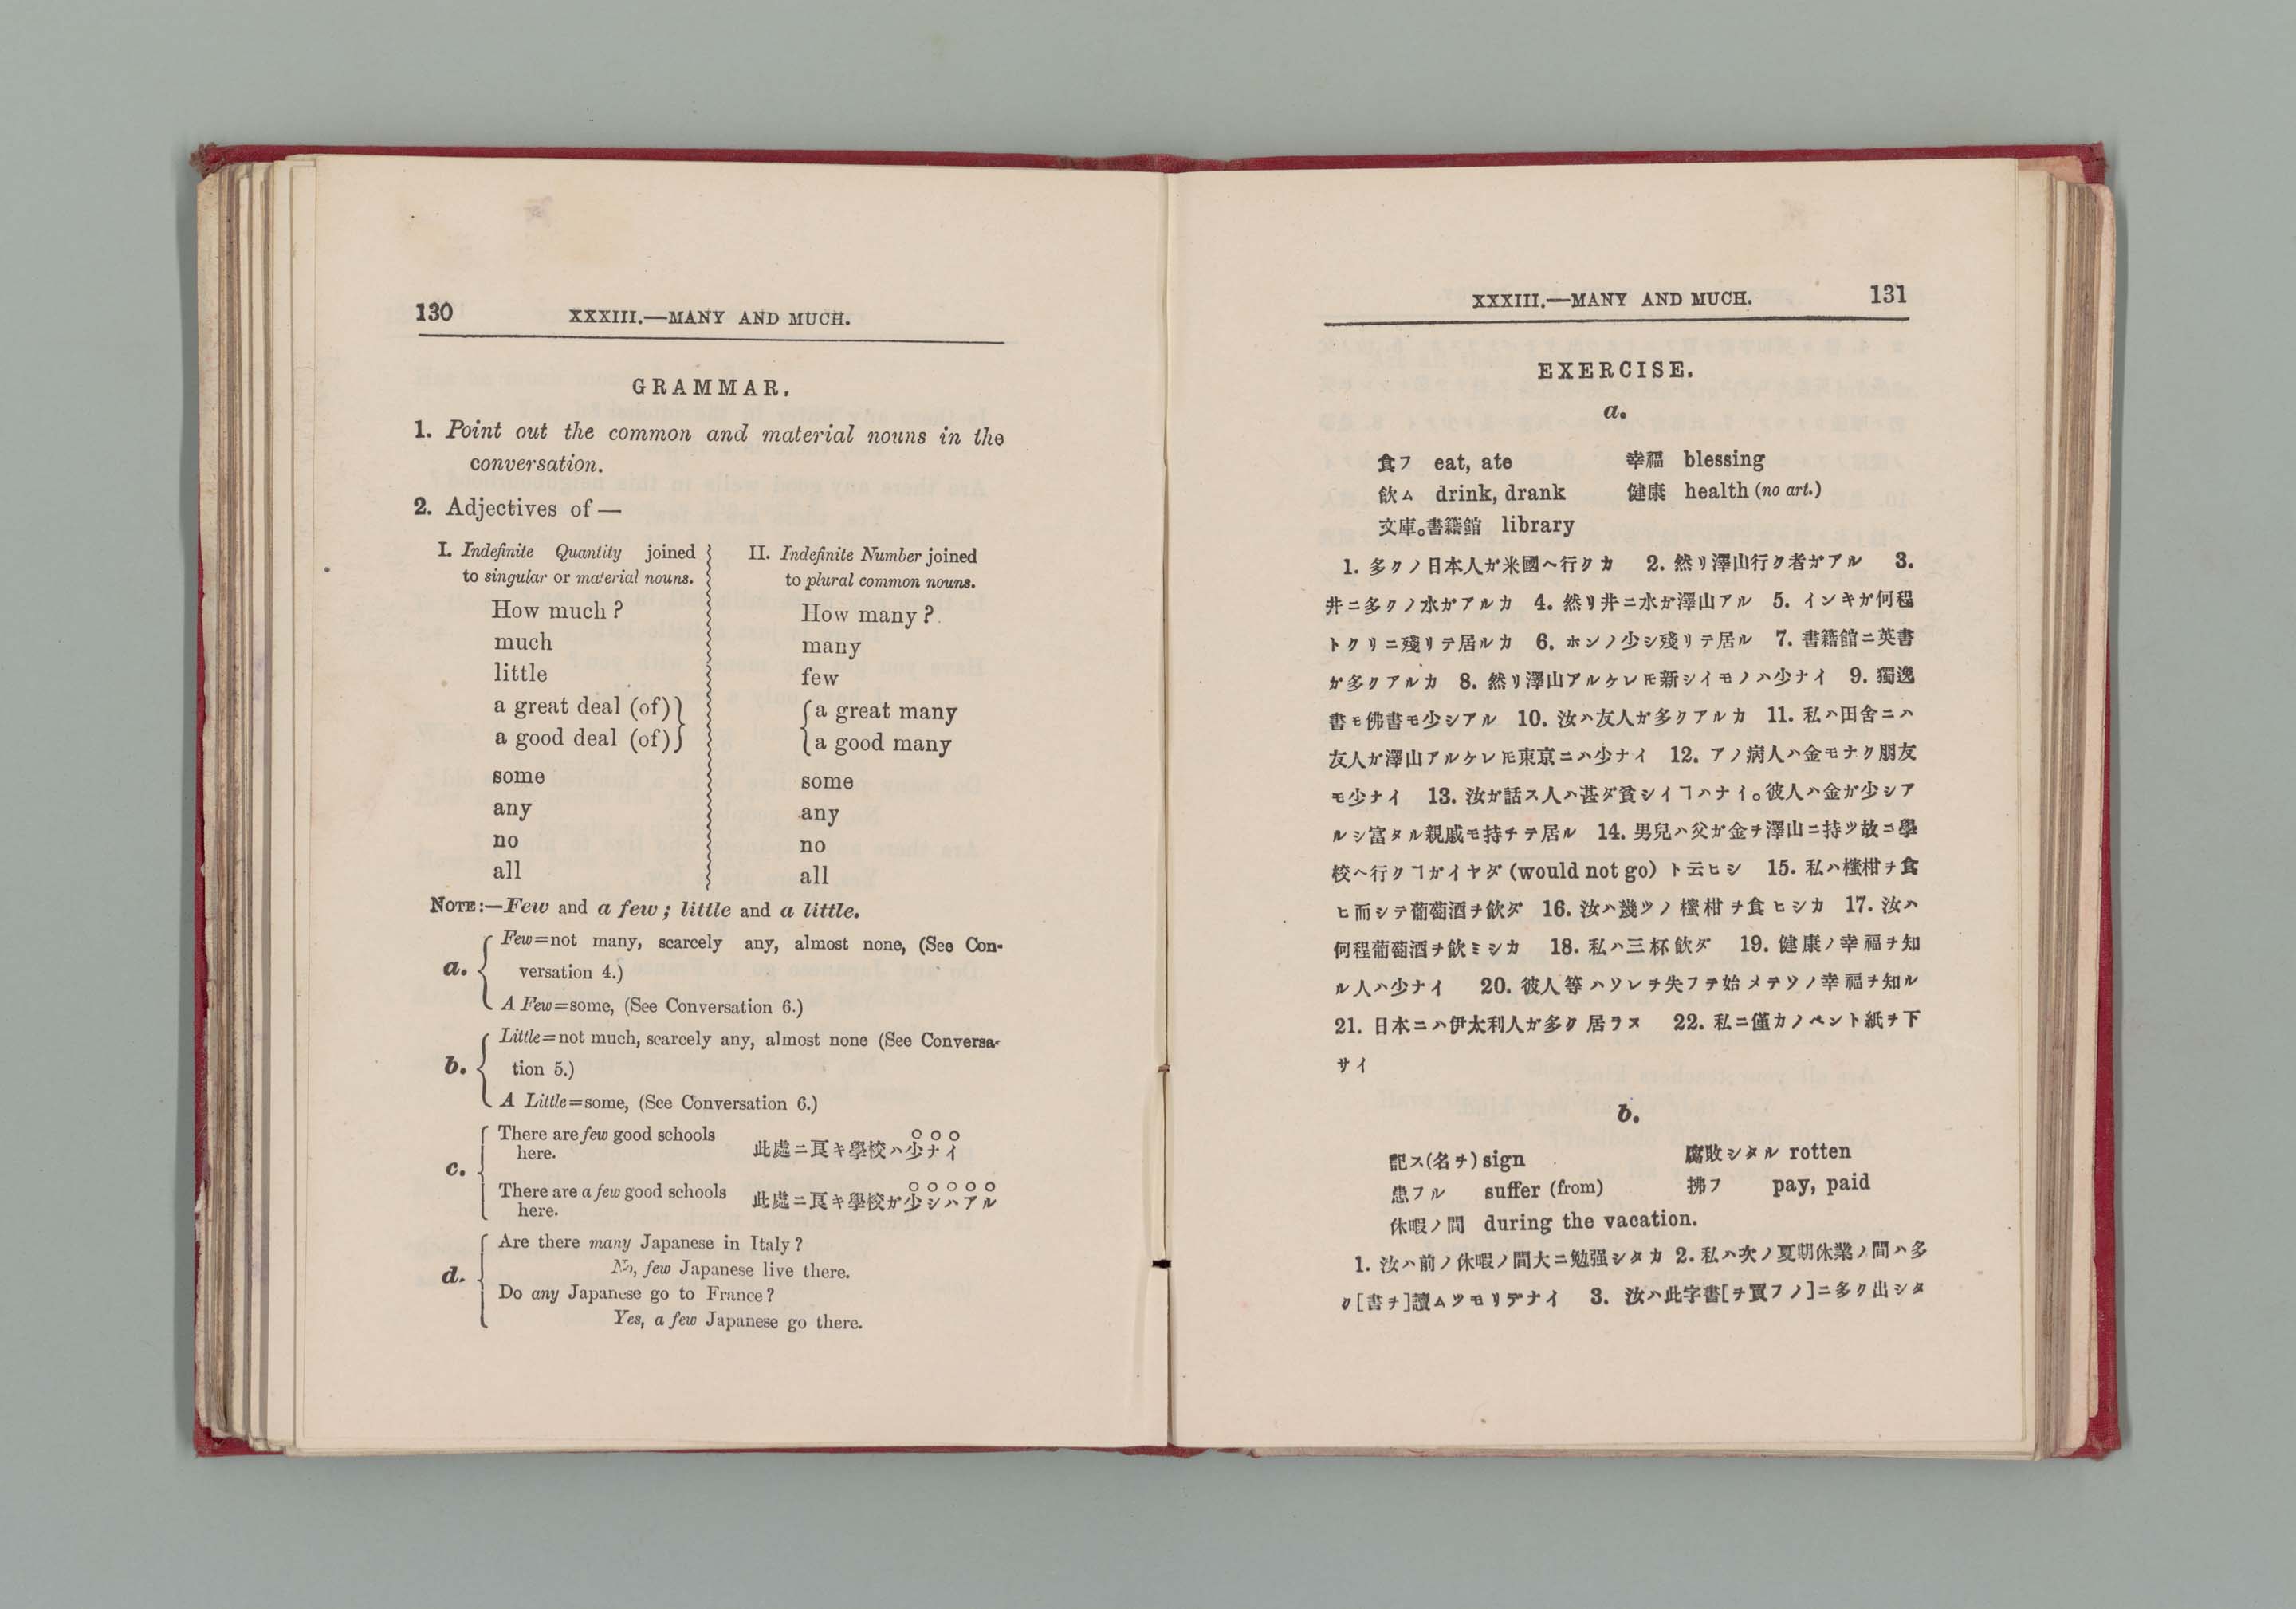 130 XXXIII.—MANY AND MUCH.
GRAMMAR.
1. Point out the common and material nouns in the
conversation.
2. Adjectives of—
I. Indefinite Quantity joined
to singular or material nouns.
How much?
much
little
a great deal (of)
a good deal (of)
some
any
no
all
II. Indefinite Number joined
to plural common nouns.
How many?
many
few
a great many
a good many
some
any
no
all
NOTE:—Few and a few; little and a little.
a. Few=not many, scarcely any, almost none, (See Con-
versation 4.)
A Few=some, (See Conversation 6.)
b. Little=not much, scarcely any, almost none (See Conversa-
tion 5.)
A Little=some, (See Conversation 6.)
c. There are few good schools
here.
此處ニ良キ學校ハ少ナイ
There are a few good schools
here.
此處ニ良キ學校ガ少シハアル
d. Are there many Japanese in Italy?
No, few Japanese live there.
Do any Japanese go to France?
Yes, a few Japanese go there.
XXXIII.—MANY AND MUCH. 131
EXERCISE.
a.
食フ eat, ate 幸福 blessing
飲ム drink, drank 健康 health (no art.)
文庫。書籍館 library
1. 多クノ日本人ガ米國ヘ行クカ 2. 然リ澤山行ク者ガアル 3.
井ニ多クノ水ガアルカ 4. 然リ井ニ水ガ澤山アル 5. インキガ何程
トクリニ殘リテ居ルカ 6. ホンノ少シ殘リテ居ル 7. 書籍館ニ英書
ガ多クアルカ 8. 然リ澤山アルケレ𪜈新シイモノハ少ナイ 9. 獨逸
書モ佛書モ少シアル 10. 汝ハ友人ガ多クアルカ 11. 私ハ田舍ニハ
友人ガ澤山アルケレ𪜈東京ニハ少ナイ 12. アノ病人ハ金モナク朋友
モ少ナイ 13. 汝ガ話ス人ハ甚ダ貧シイヿハナイ。彼人ハ金ガ少シア
ルシ富タル親戚モ持チテ居ル 14. 男兒ハ父ガ金ヲ澤山ニ持ツ故ニ學
校ヘ行クヿガイヤダ (would not go) ト云ヒシ 15. 私ハ樒柑ヲ食
ヒ而シテ葡萄酒ヲ飲ダ 16. 汝ハ幾ツノ樒柑ヲ食ヒシカ 17. 汝ハ
何程葡萄酒ヲ飲ミシカ 18. 私ハ三杯飲ダ 19. 健康ノ幸福ヲ知
ル人ハ少ナイ 20. 彼人等ハソレヲ失フテ始メテソノ幸福ヲ知ル
21. 日本ニハ伊太利人ガ多ク居ラヌ 22. 私ニ僅カノペント紙ヲ下
サイ
b.
記ス(名ヲ) sign 腐敗シタル rotten
患フル suffer (from) 拂フ pay, paid
休暇ノ間 during the vacation.
1. 汝ハ前ノ休暇ノ間大ニ勉强シタカ 2. 私ハ次ノ夏期休業ノ間ハ多
ク[書ヲ]讀ムツモリデナイ 3. 汝ハ此字書[ヲ買フノ]ニ多ク出シタ